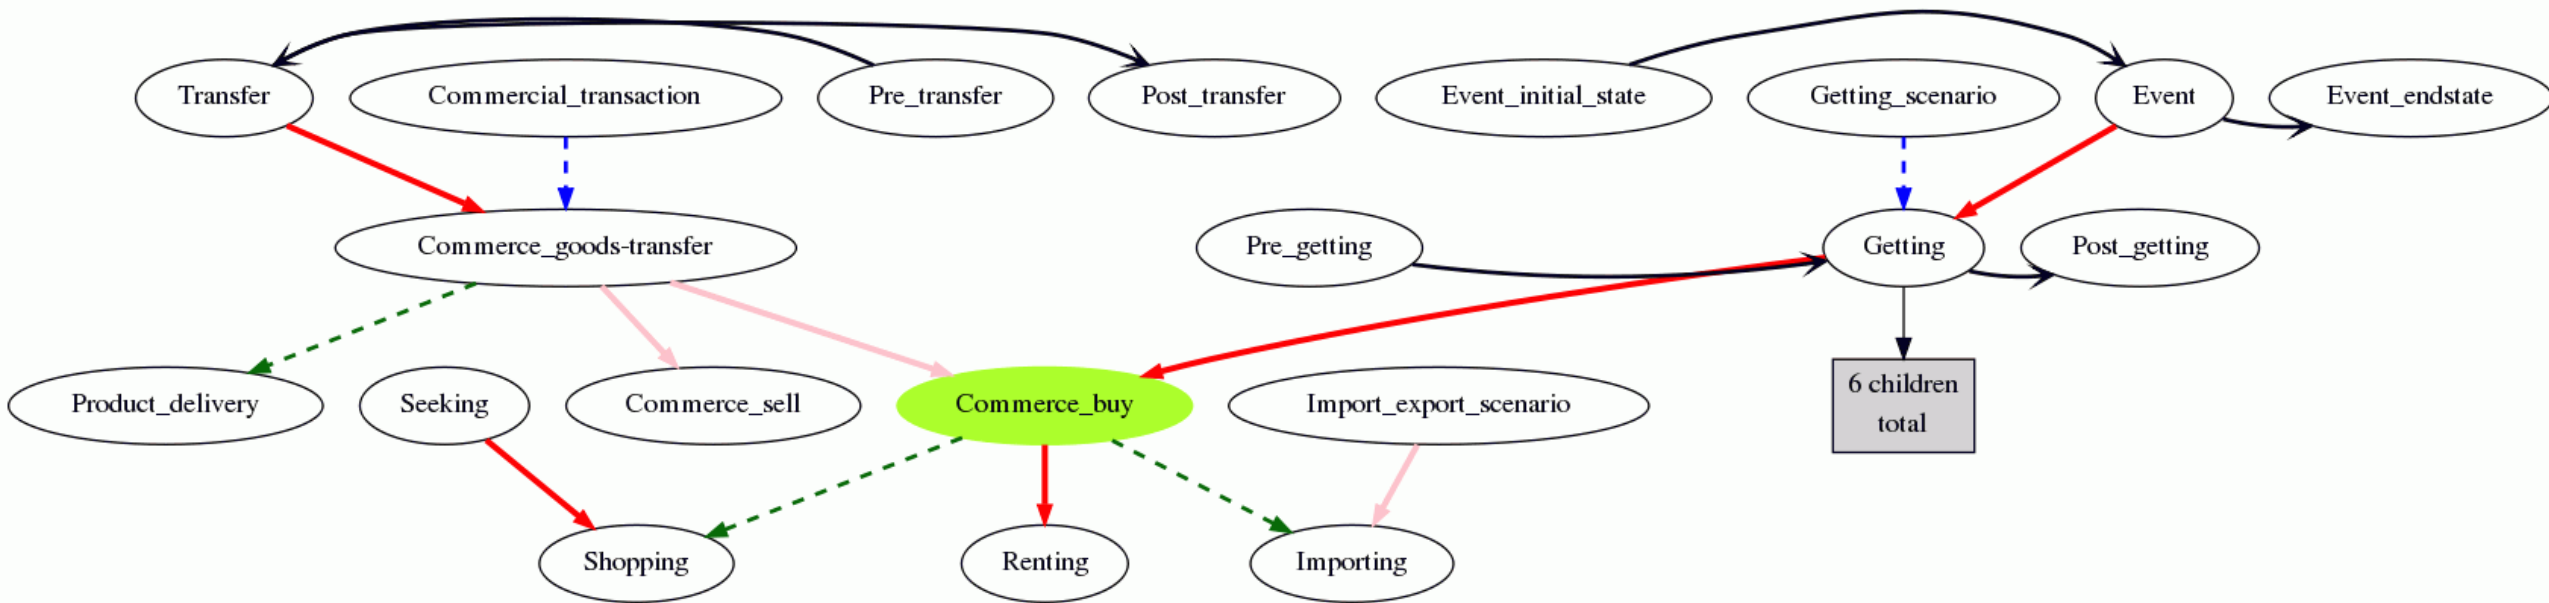 Transfer
Commercial_transaction
Pre_transfer
Post_transfer
Event_initial_state
Getting_scenario
Event
Event_endstate
Commerce_goods-transfer
Pre_getting
Getting
Post_getting
Product_delivery
Seeking
Commerce_sell
Commerce_buy
Import_export_scenario
6 children
total
Shopping
Renting
Importing